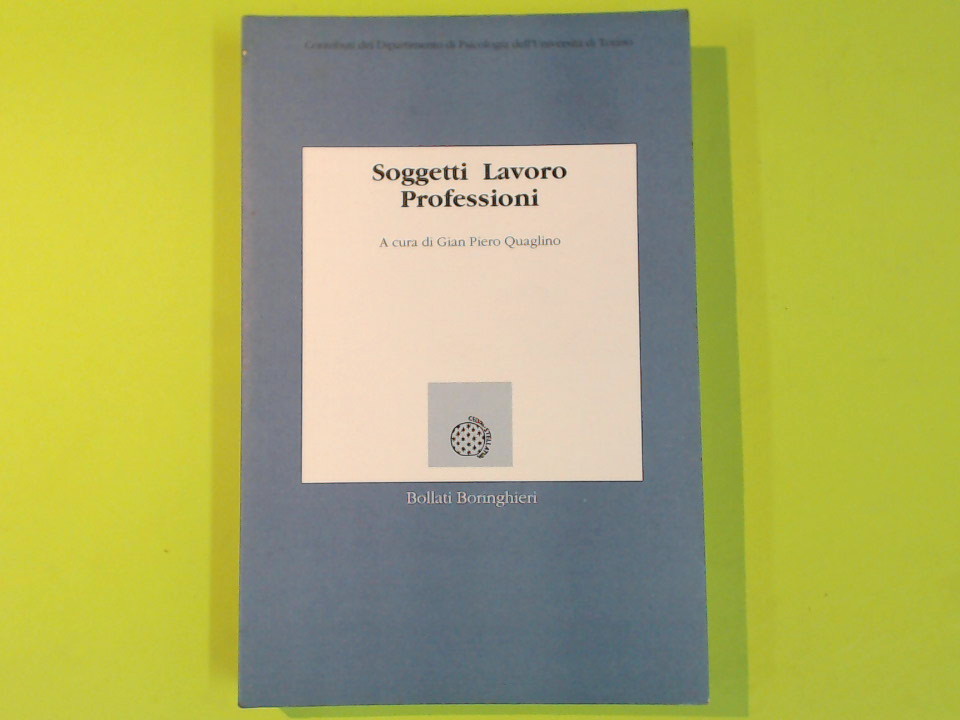 Contributi del Dipartimento di Psicologia dell'Università di Torino
Soggetti Lavoro
Professioni
A cura di Gian Piero Quaglino
Bollati Boringhieri